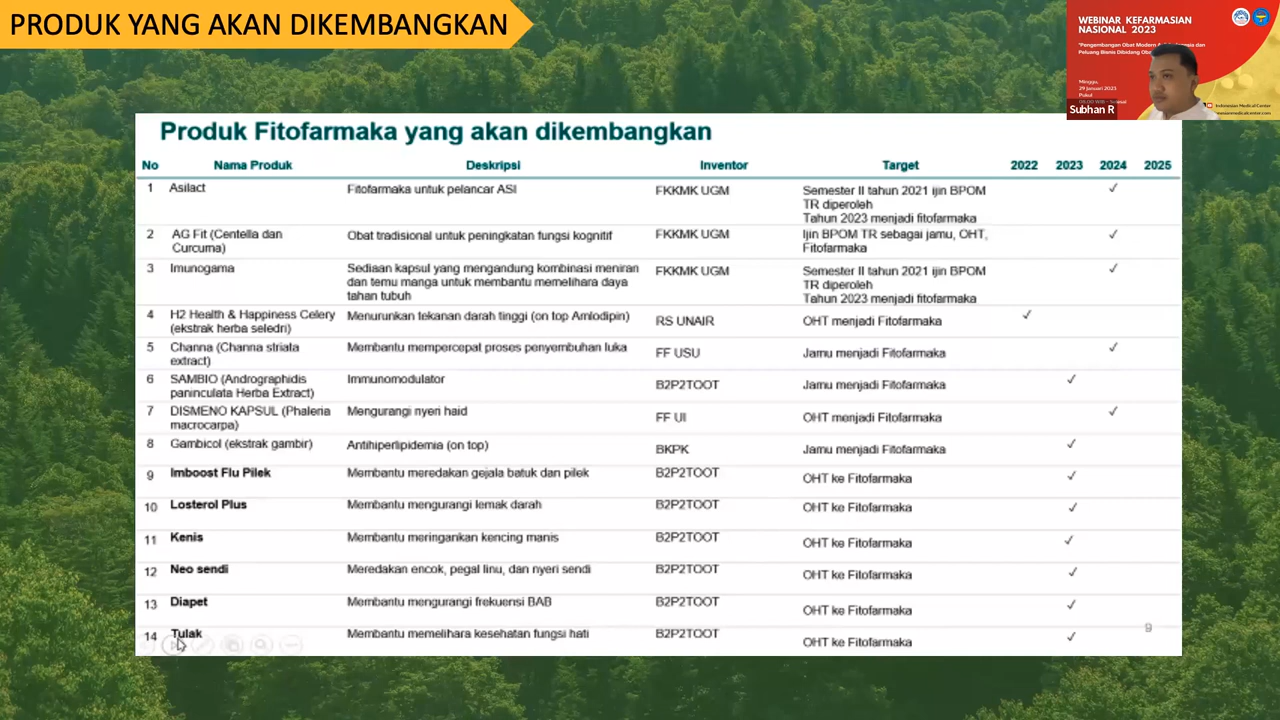 PRODUK YANG AKAN DIKEMBANGKAN
WEBINAR KEFARMASIAN
NASIONAL 2023
Minggu,
29 Januari 2023
Pukul
Indonesian Medical Center
Subhan R
Produk Fitofarmaka yang akan dikembangkan
No Nama Produk Deskripsi Inventor Target 2022 2023 2024 2025
1 Asilact Fitofarmaka untuk pelancar ASI FKKMK UGM Semester II tahun 2021 ijin BPOM ✓
TR diperoleh
Tahun 2023 menjadi fitofarmaka
2 AG Fit (Centella dan Obat tradisional untuk peningkatan fungsi kognitif FKKMK UGM Ijin BPOM TR sebagai jamu, OHT, ✓
Curcuma) Fitofarmaka
3 Imunogama Sediaan kapsul yang mengandung kombinasi meniran FKKMK UGM Semester II tahun 2021 ijin BPOM ✓
dan temu manga untuk membantu memelihara daya TR diperoleh
tahan tubuh Tahun 2023 menjadi fitofarmaka
4 H2 Health & Happiness Celery Menurunkan tekanan darah tinggi (on top Amlodipin) RS UNAIR OHT menjadi Fitofarmaka ✓
(ekstrak herba seledri)
5 Channa (Channa striata Membantu mempercepat proses penyembuhan luka FF USU Jamu menjadi Fitofarmaka ✓
extract)
6 SAMBIO (Andrographidis Immunomodulator B2P2TOOT Jamu menjadi Fitofarmaka ✓
paninculata Herba Extract)
7 DISMENO KAPSUL (Phaleria Mengurangi nyeri haid FF UI OHT menjadi Fitofarmaka ✓
macrocarpa)
8 Gambicol (ekstrak gambir) Antihiperlipidemia (on top) BKPK Jamu menjadi Fitofarmaka ✓
9 Imboost Flu Pilek Membantu meredakan gejala batuk dan pilek B2P2TOOT OHT ke Fitofarmaka ✓
10 Losterol Plus Membantu mengurangi lemak darah B2P2TOOT OHT ke Fitofarmaka ✓
11 Kenis Membantu meringankan kencing manis B2P2TOOT OHT ke Fitofarmaka ✓
12 Neo sendi Meredakan encok, pegal linu, dan nyeri sendi B2P2TOOT OHT ke Fitofarmaka ✓
13 Diapet Membantu mengurangi frekuensi BAB B2P2TOOT OHT ke Fitofarmaka ✓
14 Tulak Membantu memelihara kesehatan fungsi hati B2P2TOOT OHT ke Fitofarmaka ✓
9